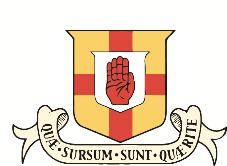 QUÆ · SURSUM · SUNT · QUÆRITE